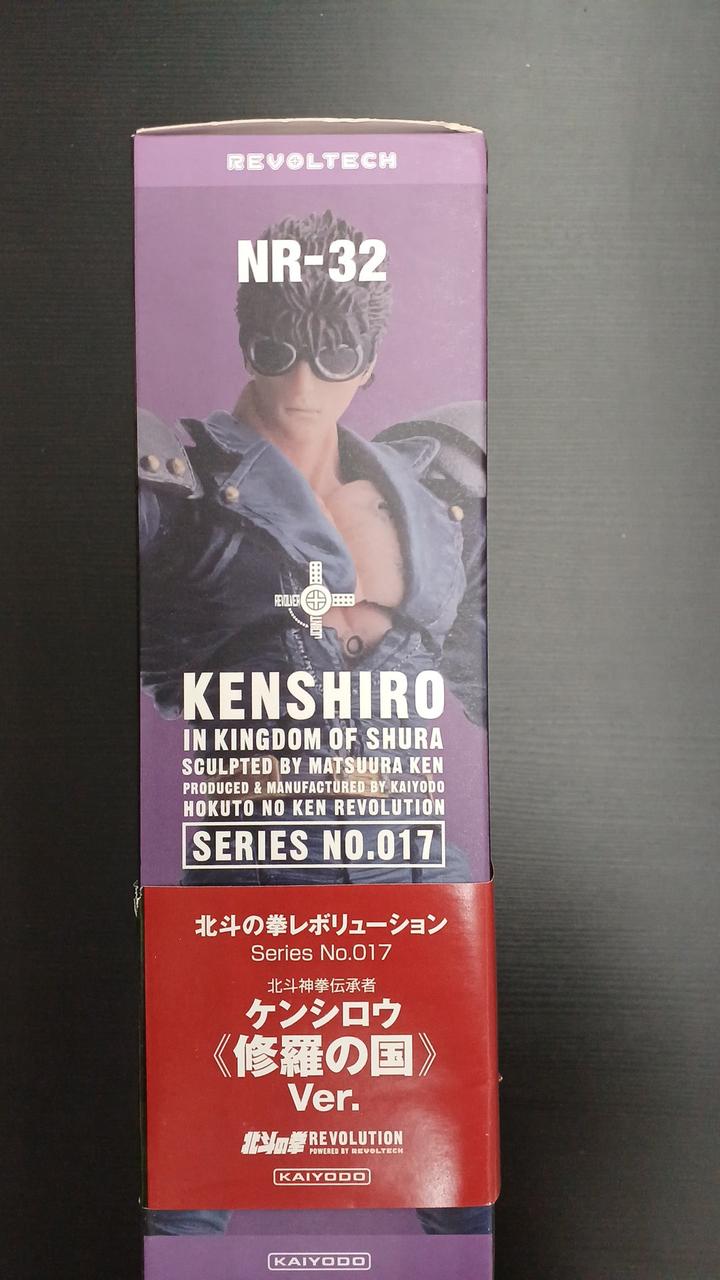 REVOLTECH
NR-32
REVOLVER
JOINT
KENSHIRO
IN KINGDOM OF SHURA
SCULPTED BY MATSUURA KEN
PRODUCED & MANUFACTURED BY KAIYODO
HOKUTO NO KEN REVOLUTION
SERIES NO.017
北斗の拳レボリューション
Series No.017
北斗神拳伝承者
ケンシロウ
《修羅の国》
Ver.
北斗の拳 REVOLUTION
POWERED BY REVOLTECH
KAIYODO
KAIYODO